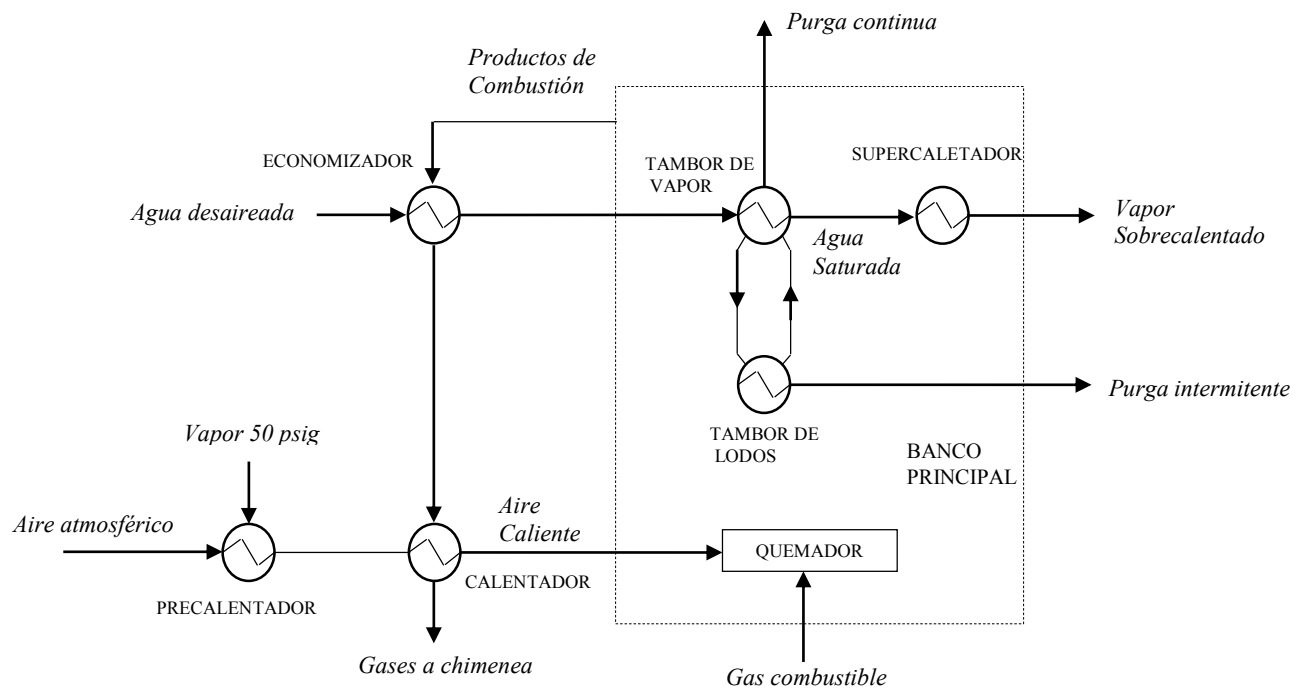 Purga continua
Productos de
Combustión
ECONOMIZADOR
TAMBOR DE
VAPOR
SUPERCALETADOR
Agua desaireada
Agua
Saturada
Vapor
Sobrecalentado
Purga intermitente
TAMBOR DE
LODOS
BANCO
PRINCIPAL
Vapor 50 psig
Aire atmosférico
Aire
Caliente
QUEMADOR
PRECALENTADOR
CALENTADOR
Gases a chimenea
Gas combustible